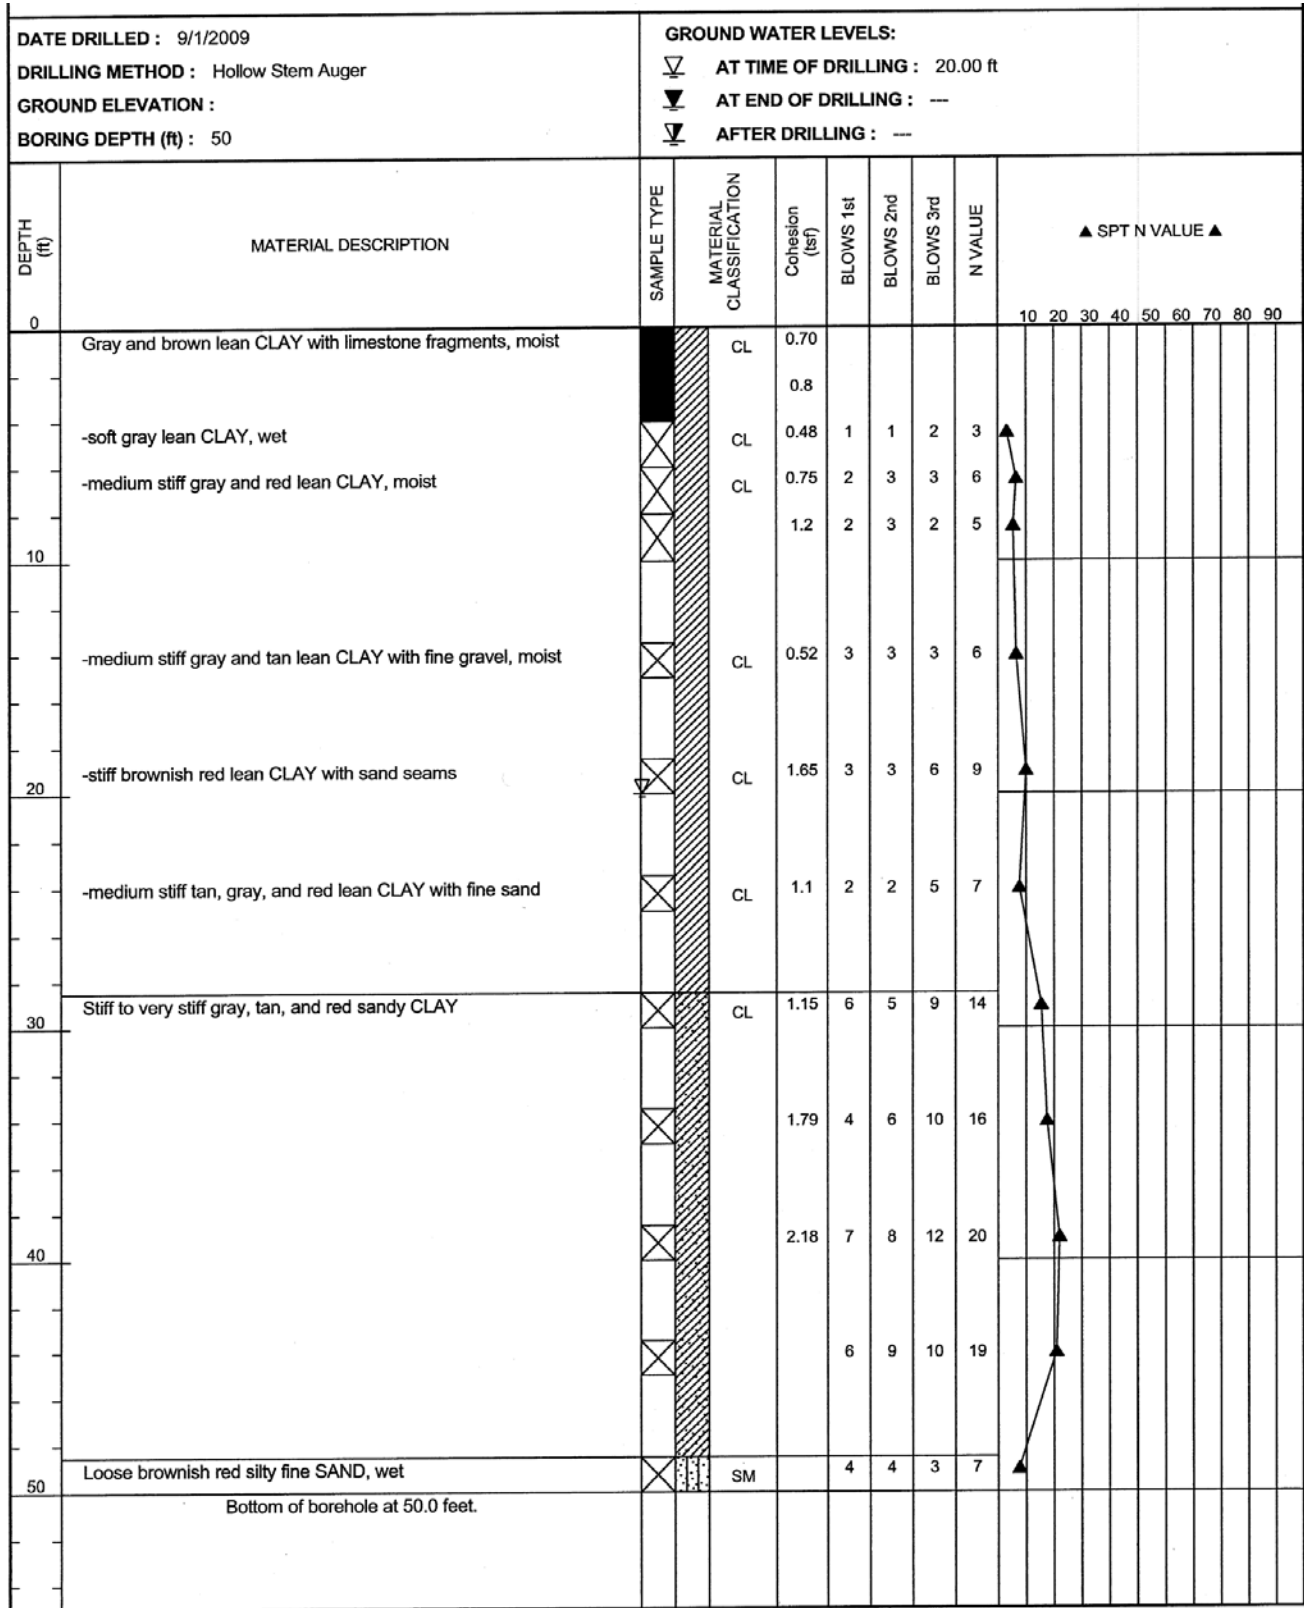 DATE DRILLED : 9/1/2009
DRILLING METHOD : Hollow Stem Auger
GROUND ELEVATION :
BORING DEPTH (ft) : 50
GROUND WATER LEVELS:
AT TIME OF DRILLING : 20.00 ft
AT END OF DRILLING : ---
AFTER DRILLING : ---
DEPTH (ft)
MATERIAL DESCRIPTION
SAMPLE TYPE
MATERIAL CLASSIFICATION
Cohesion (tsf)
BLOWS 1st
BLOWS 2nd
BLOWS 3rd
N VALUE
▲ SPT N VALUE ▲
10 20 30 40 50 60 70 80 90
0
Gray and brown lean CLAY with limestone fragments, moist CL 0.70
0.8
-soft gray lean CLAY, wet CL 0.48 1 1 2 3
-medium stiff gray and red lean CLAY, moist CL 0.75 2 3 3 6
1.2 2 3 2 5
10
-medium stiff gray and tan lean CLAY with fine gravel, moist CL 0.52 3 3 3 6
-stiff brownish red lean CLAY with sand seams CL 1.65 3 3 6 9
20
-medium stiff tan, gray, and red lean CLAY with fine sand CL 1.1 2 2 5 7
Stiff to very stiff gray, tan, and red sandy CLAY CL 1.15 6 5 9 14
30
1.79 4 6 10 16
2.18 7 8 12 20
40
6 9 10 19
Loose brownish red silty fine SAND, wet SM 4 4 3 7
50
Bottom of borehole at 50.0 feet.